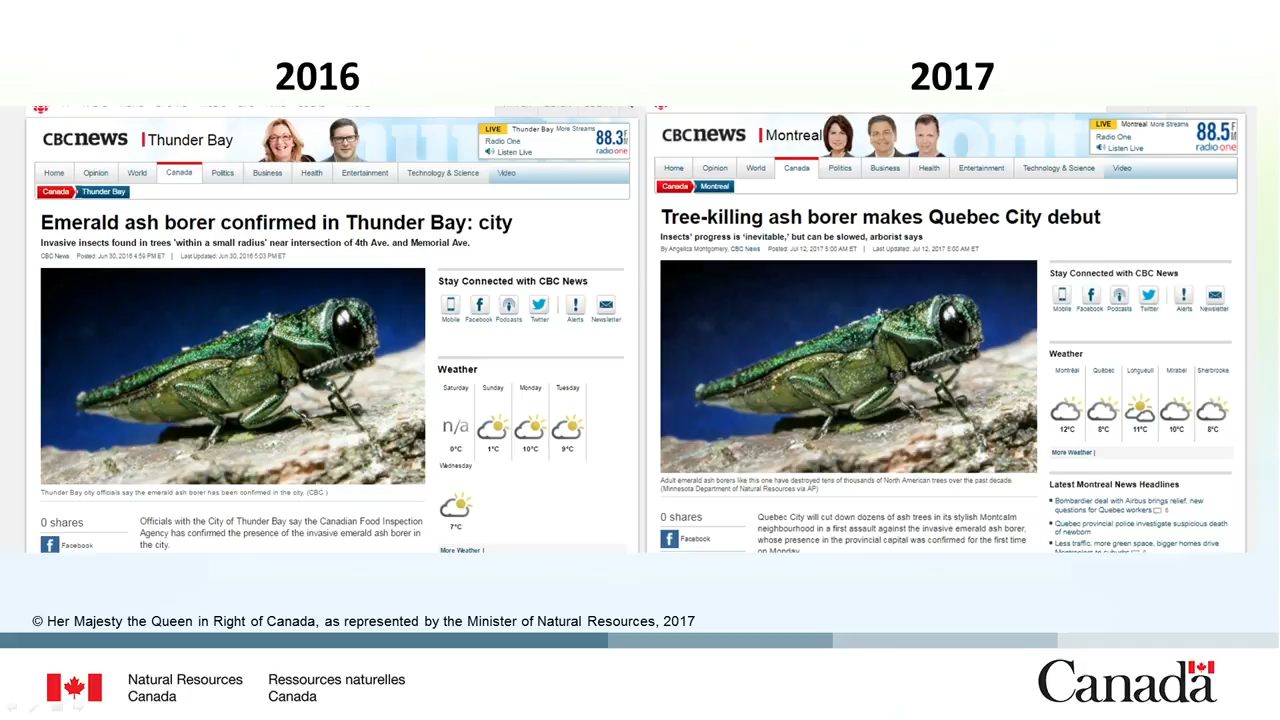 2016
CBCnews | Thunder Bay
LIVE Thunder Bay More Streams
Radio One
Listen Live
88.3 FM
radio one
Home Opinion World Canada Politics Business Health Entertainment Technology & Science Video
Canada Thunder Bay
Emerald ash borer confirmed in Thunder Bay: city
Invasive insects found in trees 'within a small radius' near intersection of 4th Ave. and Memorial Ave.
CBC News Posted: Jun 30, 2016 4:59 PM ET | Last Updated: Jun 30, 2016 5:03 PM ET
Stay Connected with CBC News
Mobile Facebook Podcasts Twitter Alerts Newsletter
Weather
Saturday Sunday Monday Tuesday
n/a
0°C 1°C 10°C 9°C
Wednesday
7°C
More Weather |
Thunder Bay city officials say the emerald ash borer has been confirmed in the city. (CBC )
0 shares
Facebook
Officials with the City of Thunder Bay say the Canadian Food Inspection
Agency has confirmed the presence of the invasive emerald ash borer in
the city.
2017
CBCnews | Montreal
LIVE Montreal More Streams
Radio One
Listen Live
88.5 FM
radio one
Home Opinion World Canada Politics Business Health Entertainment Technology & Science Video
Canada Montreal
Tree-killing ash borer makes Quebec City debut
Insects' progress is 'inevitable,' but can be slowed, arborist says
By Angelica Montgomery, CBC News Posted: Jul 12, 2017 5:00 AM ET | Last Updated: Jul 12, 2017 5:00 AM ET
Stay Connected with CBC News
Mobile Facebook Podcasts Twitter Alerts Newsletter
Weather
Montréal Québec Longueuil Mirabel Sherbrooke
12°C 8°C 11°C 10°C 8°C
More Weather |
Latest Montreal News Headlines
Bombardier deal with Airbus brings relief, new
questions for Quebec workers 6
Quebec provincial police investigate suspicious death
of newborn
Less traffic, more green space, bigger homes drive
Montrealers to suburbs
Adult emerald ash borers like this one have destroyed tens of thousands of North American trees over the past decade.
(Minnesota Department of Natural Resources via AP)
0 shares
Facebook
Quebec City will cut down dozens of ash trees in its stylish Montcalm
neighbourhood in a first assault against the invasive emerald ash borer,
whose presence in the provincial capital was confirmed for the first time
on Monday
© Her Majesty the Queen in Right of Canada, as represented by the Minister of Natural Resources, 2017
Natural Resources
Canada
Ressources naturelles
Canada
Canada